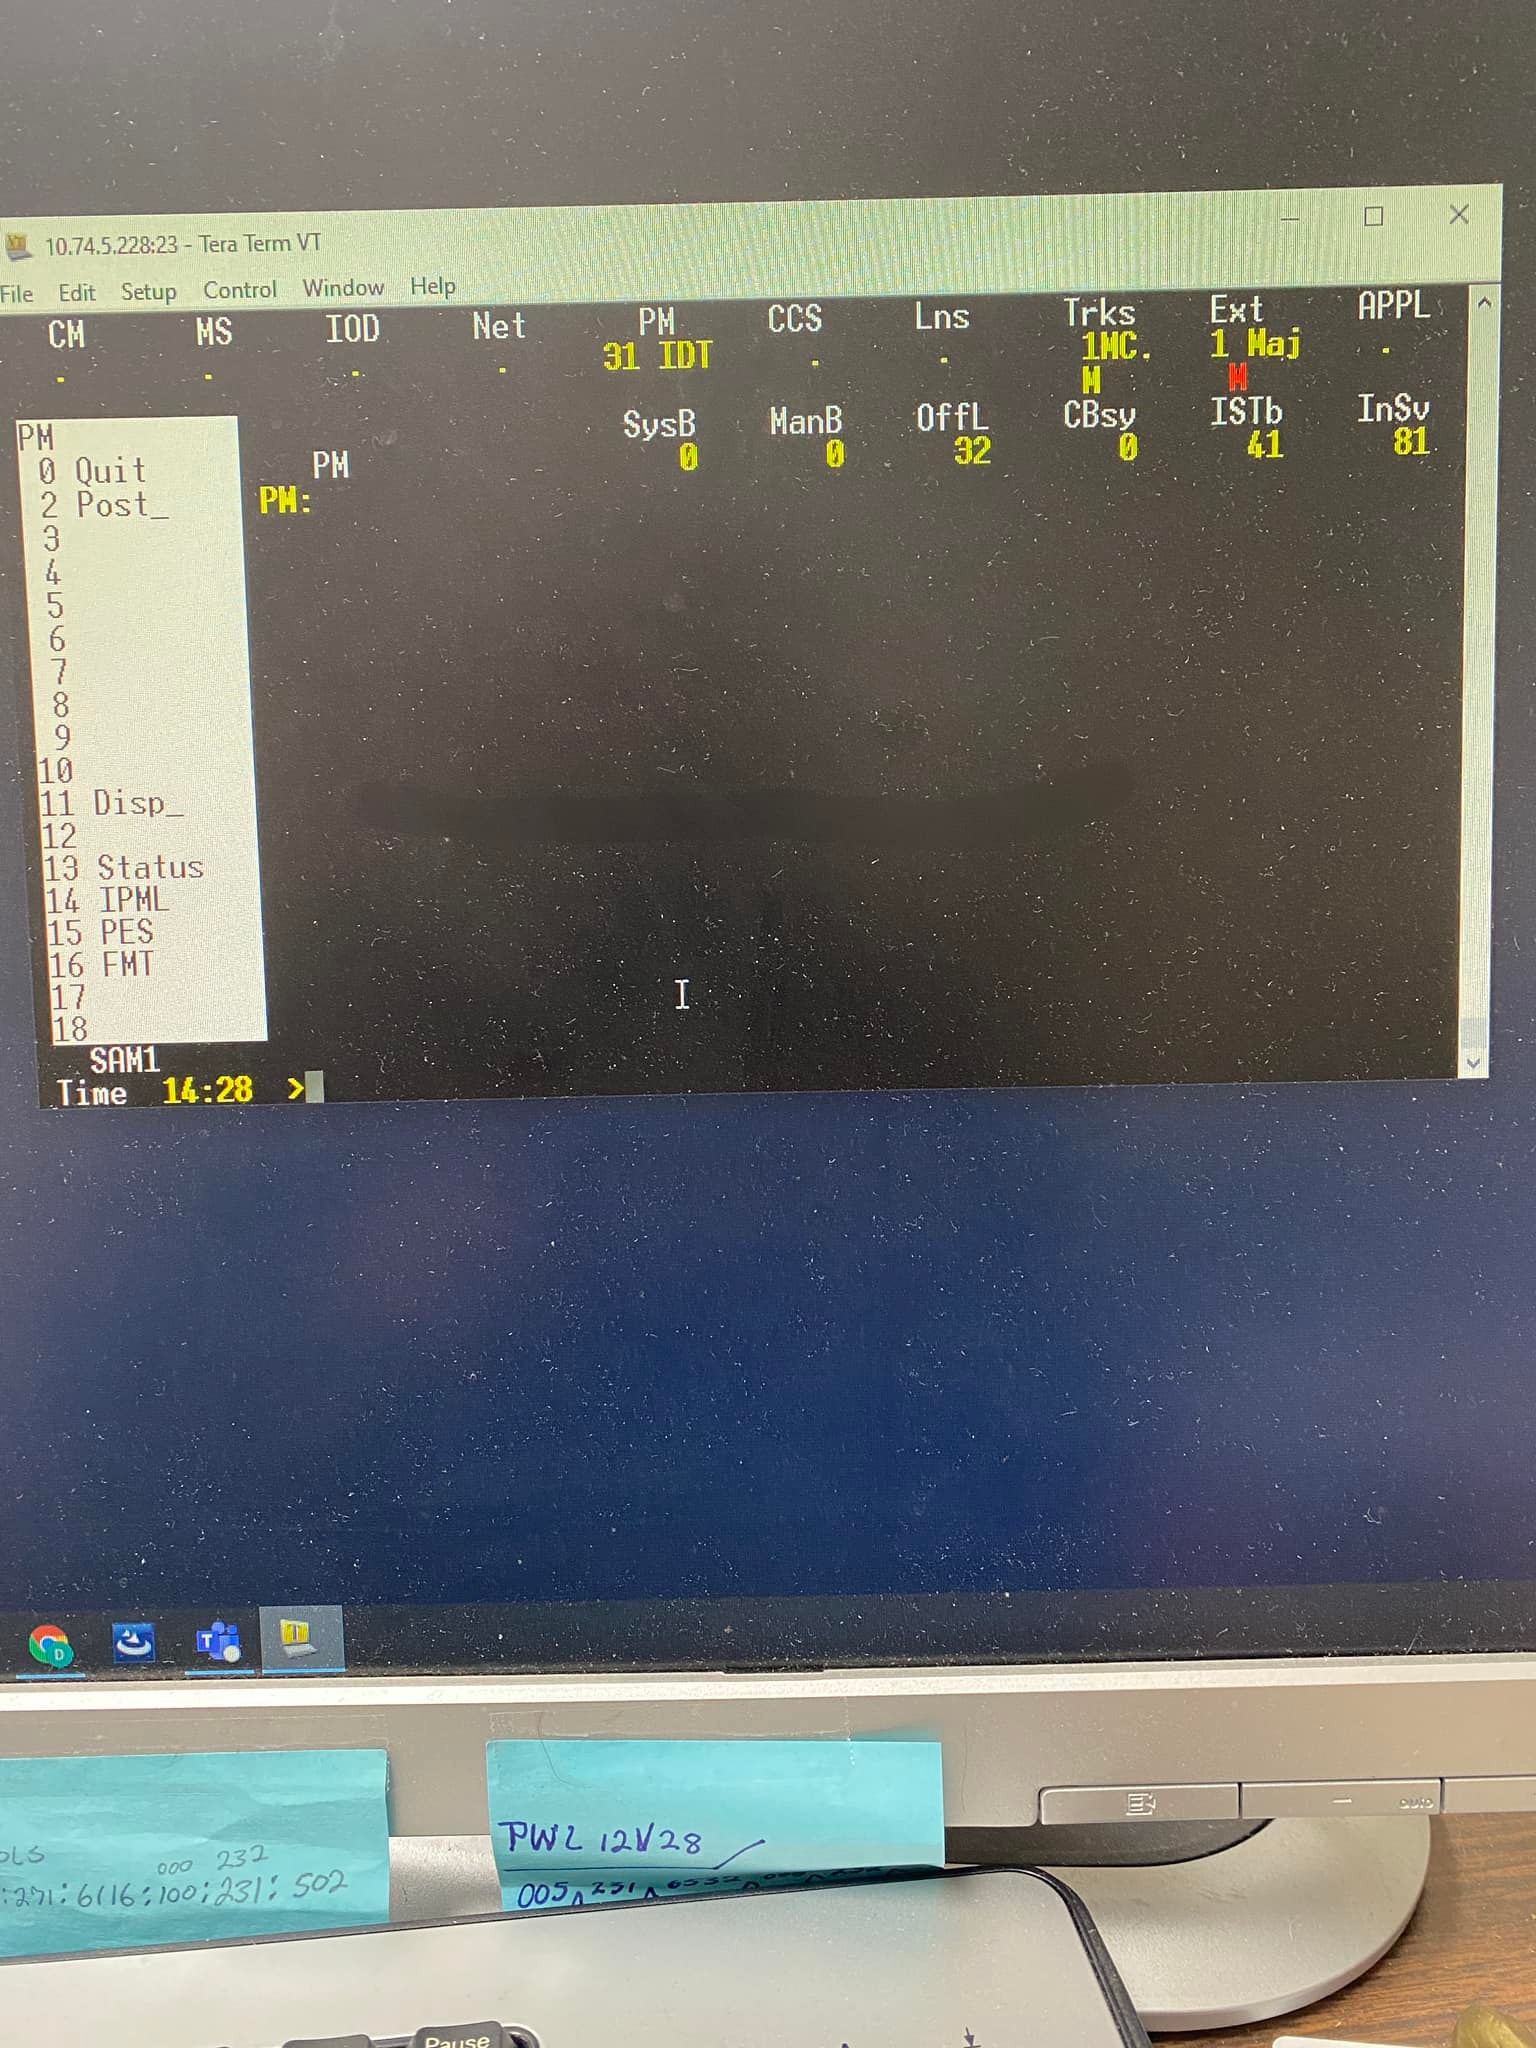 10.74.5.228:23 - Tera Term VT
File Edit Setup Control Window Help
CM MS IOD Net PM CCS Lns Trks Ext APPL
. . . . 31 IDT . . 1MC. 1 Maj .
M M
SysB ManB OffL CBsy ISTb InSv
PM
0 Quit PM 0 0 32 0 41 81
2 Post_ PM:
3
4
5
6
7
8
9
10
11 Disp_
12
13 Status
14 IPML
15 PES
16 FMT
17
18
SAM1
Time 14:28 >
D
T
PWL 12V28
000 232
:271:6116:100:231:502
005 231
auto
Pause